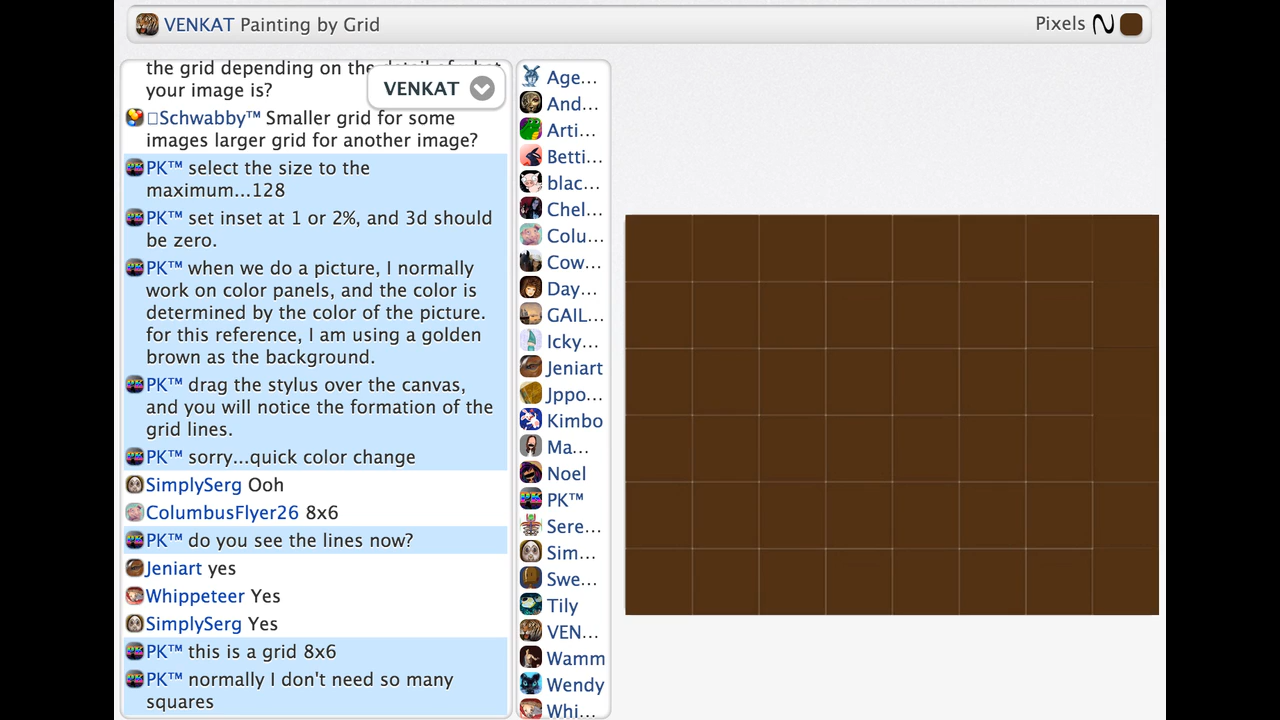 VENKAT Painting by Grid
Pixels
the grid depending on the detail of what
your image is?
VENKAT
Schwabby™ Smaller grid for some
images larger grid for another image?
PK™ select the size to the
maximum...128
PK™ set inset at 1 or 2%, and 3d should
be zero.
PK™ when we do a picture, I normally
work on color panels, and the color is
determined by the color of the picture.
for this reference, I am using a golden
brown as the background.
PK™ drag the stylus over the canvas,
and you will notice the formation of the
grid lines.
PK™ sorry...quick color change
SimplySerg Ooh
ColumbusFlyer26 8x6
PK™ do you see the lines now?
Jeniart yes
Whippeteer Yes
SimplySerg Yes
PK™ this is a grid 8x6
PK™ normally I don't need so many
squares
Age...
And...
Arti...
Betti...
blac...
Chel...
Colu...
Cow...
Day...
GAIL...
Icky...
Jeniart
Jppo...
Kimbo
Ma...
Noel
PK™
Sere...
Sim...
Swe...
Tily
VEN...
Wamm
Wendy
Whi...